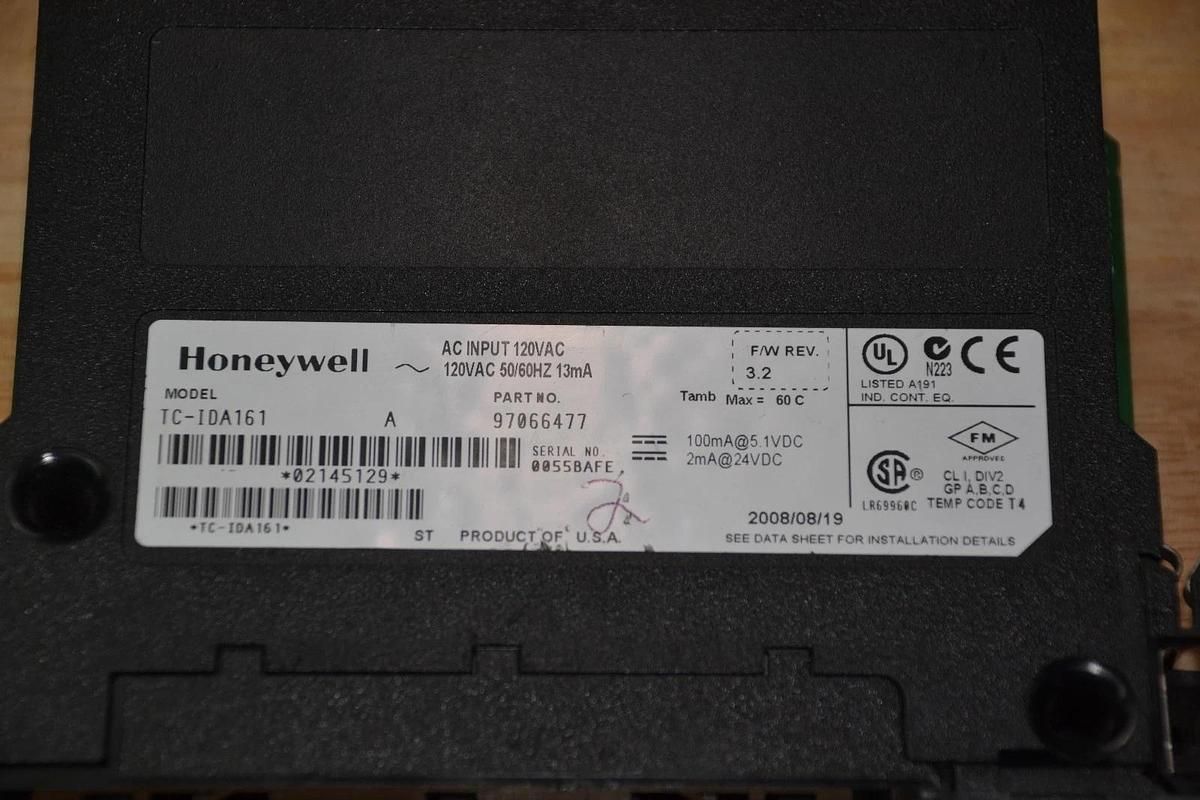 Honeywell
AC INPUT 120VAC
120VAC 50/60HZ 13mA
F/W REV.
3.2
MODEL
TC-IDA161 A
PART NO.
97066477
Tamb Max = 60 C
SERIAL NO.
0055BAFE
100mA@5.1VDC
2mA@24VDC
*02145129*
*TC-IDA161*
ST PRODUCT OF U.S.A.
2008/08/19
SEE DATA SHEET FOR INSTALLATION DETAILS
UL
N223
CE
LISTED A191
IND. CONT. EQ.
FM
APPROVED
SA®
LR69960C
CL I, DIV2
GP A,B,C,D
TEMP CODE T4